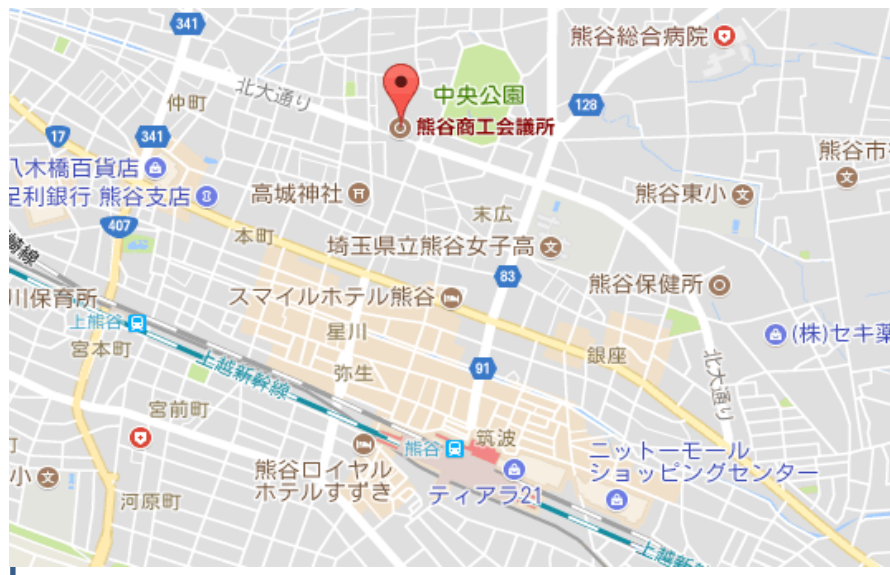 341
熊谷総合病院
北大通り
中央公園
仲町
128
熊谷商工会議所
17
341
八木橋百貨店
熊谷市
足利銀行 熊谷支店
高城神社
熊谷東小
末広
407
本町
埼玉県立熊谷女子高
崎線
83
熊谷保健所
川保育所
スマイルホテル熊谷
上熊谷
星川
(株)セキ薬
宮本町
銀座
上越新幹線
弥生
91
北大通り
宮前町
熊谷
筑波
小
熊谷ロイヤル
ホテルすずき
ニットーモール
ショッピングセンター
河原町
ティアラ21
上越新幹